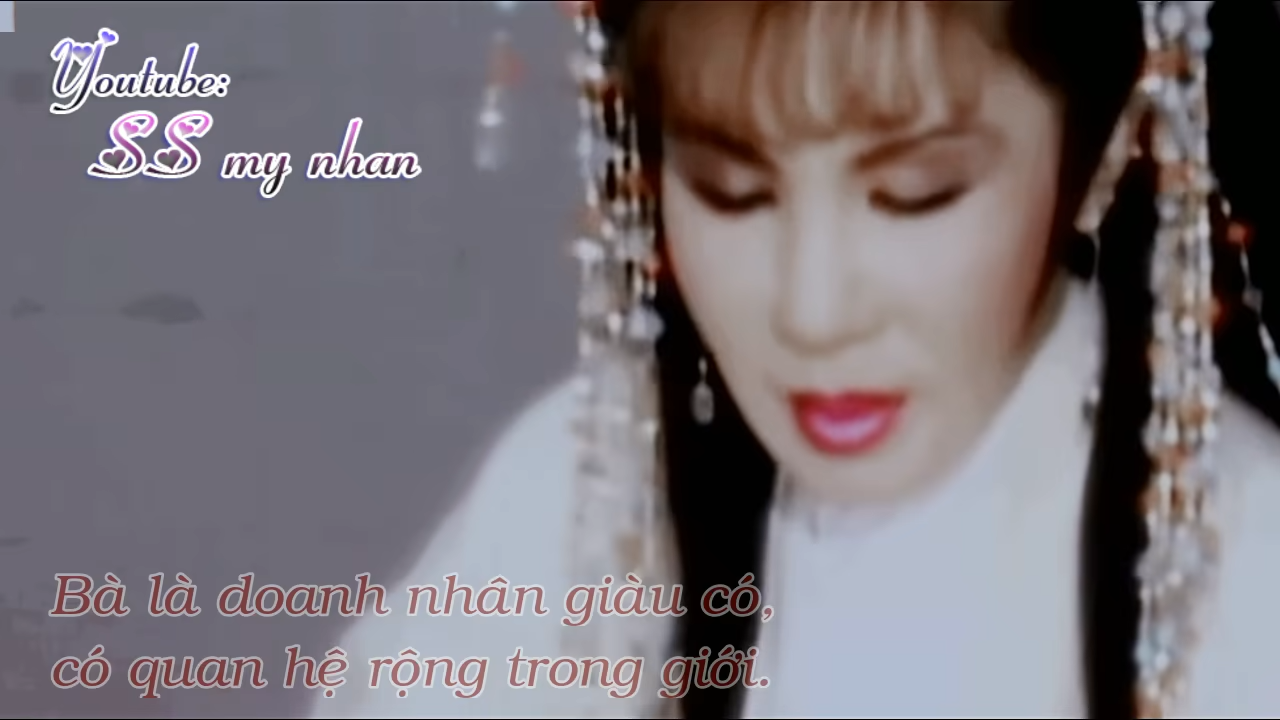 Youtube:
SS my nhan
Bà là doanh nhân giàu có,
có quan hệ rộng trong giới.